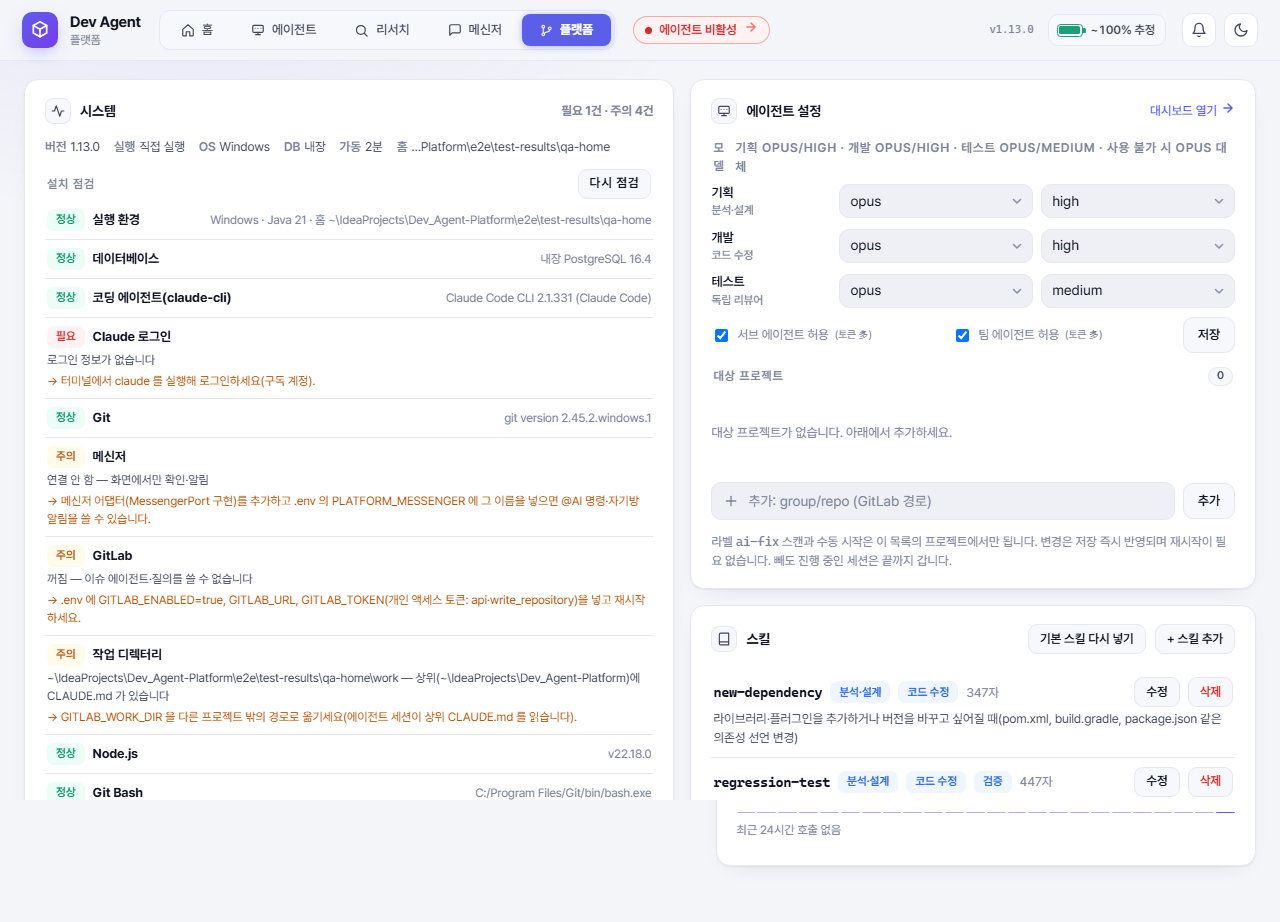 Dev Agent
플랫폼
홈
에이전트
리서치
메신저
플랫폼
에이전트 비활성 →
v1.13.0
~100% 추정
시스템
필요 1건 · 주의 4건
버전 1.13.0 실행 직접 실행 OS Windows DB 내장 가동 2분 홈 ...Platform\e2e\test-results\qa-home
설치 점검
다시 점검
정상 실행 환경 Windows · Java 21 · 홈 ~\IdeaProjects\Dev_Agent-Platform\e2e\test-results\qa-home
정상 데이터베이스 내장 PostgreSQL 16.4
정상 코딩 에이전트(claude-cli) Claude Code CLI 2.1.331 (Claude Code)
필요 Claude 로그인
로그인 정보가 없습니다
→ 터미널에서 claude 를 실행해 로그인하세요(구독 계정).
정상 Git git version 2.45.2.windows.1
주의 메신저
연결 안 함 — 화면에서만 확인·알림
→ 메신저 어댑터(MessengerPort 구현)를 추가하고 .env 의 PLATFORM_MESSENGER 에 그 이름을 넣으면 @AI 명령·자기방
알림을 쓸 수 있습니다.
주의 GitLab
꺼짐 — 이슈 에이전트·질의를 쓸 수 없습니다
→ .env 에 GITLAB_ENABLED=true, GITLAB_URL, GITLAB_TOKEN(개인 액세스 토큰: api·write_repository)을 넣고 재시작
하세요.
주의 작업 디렉터리
~\IdeaProjects\Dev_Agent-Platform\e2e\test-results\qa-home\work — 상위(~\IdeaProjects\Dev_Agent-Platform)에
CLAUDE.md 가 있습니다
→ GITLAB_WORK_DIR 을 다른 프로젝트 밖의 경로로 옮기세요(에이전트 세션이 상위 CLAUDE.md 를 읽습니다).
정상 Node.js v22.18.0
정상 Git Bash C:/Program Files/Git/bin/bash.exe
에이전트 설정
대시보드 열기 →
모델 기획 OPUS/HIGH · 개발 OPUS/HIGH · 테스트 OPUS/MEDIUM · 사용 불가 시 OPUS 대
체
기획
분석·설계
opus
high
개발
코드 수정
opus
high
테스트
독립 리뷰어
opus
medium
서브 에이전트 허용 (토큰 多)
팀 에이전트 허용 (토큰 多)
저장
대상 프로젝트
0
대상 프로젝트가 없습니다. 아래에서 추가하세요.
+ 추가: group/repo (GitLab 경로)
추가
라벨 ai-fix 스캔과 수동 시작은 이 목록의 프로젝트에서만 됩니다. 변경은 저장 즉시 반영되며 재시작이 필
요 없습니다. 빼도 진행 중인 세션은 끝까지 갑니다.
스킬
기본 스킬 다시 넣기
+ 스킬 추가
new-dependency 분석·설계 코드 수정 347자 수정 삭제
라이브러리·플러그인을 추가하거나 버전을 바꾸고 싶어질 때(pom.xml, build.gradle, package.json 같은
의존성 선언 변경)
regression-test 분석·설계 코드 수정 검증 447자 수정 삭제
최근 24시간 호출 없음